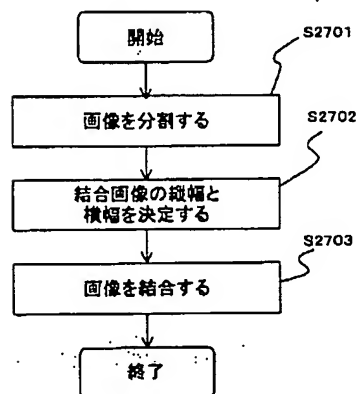 開始
S2701
画像を分割する
S2702
結合画像の縦幅と
横幅を決定する
S2703
画像を結合する
終了